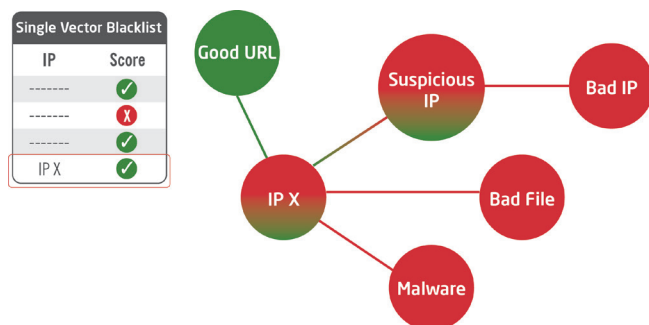 Single Vector Blacklist
IP Score
------- ✓
------- X
------- ✓
IP X ✓
Good URL
Suspicious
IP
Bad IP
IP X
Bad File
Malware